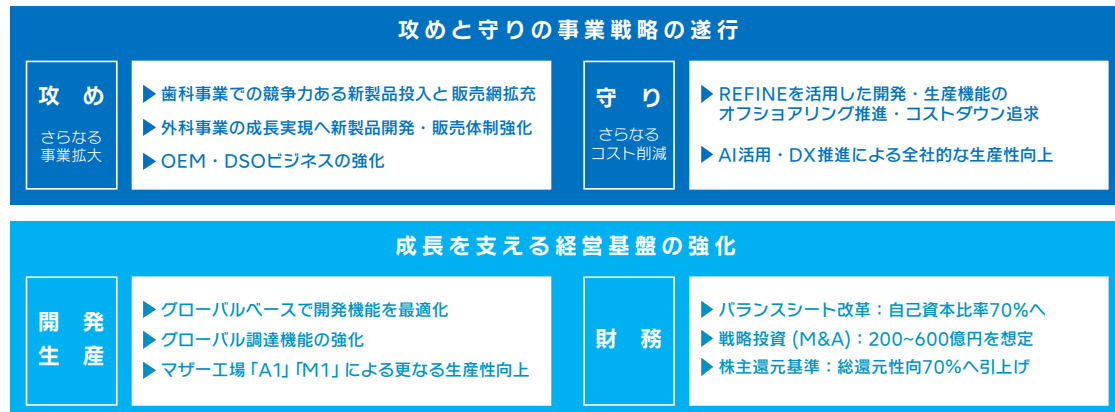 攻めと守りの事業戦略の遂行
攻め
さらなる
事業拡大
▶歯科事業での競争力ある新製品投入と販売網拡充
▶外科事業の成長実現へ新製品開発・販売体制強化
▶OEM・DSOビジネスの強化
守り
さらなる
コスト削減
▶REFINEを活用した開発・生産機能の
オフショアリング推進・コストダウン追求
▶AI活用・DX推進による全社的な生産性向上
成長を支える経営基盤の強化
開発
生産
▶グローバルベースで開発機能を最適化
▶グローバル調達機能の強化
▶マザー工場「A1」「M1」による更なる生産性向上
財務
▶バランスシート改革：自己資本比率70%へ
▶戦略投資 (M&A)：200~600億円を想定
▶株主還元基準：総還元性向70%へ引上げ